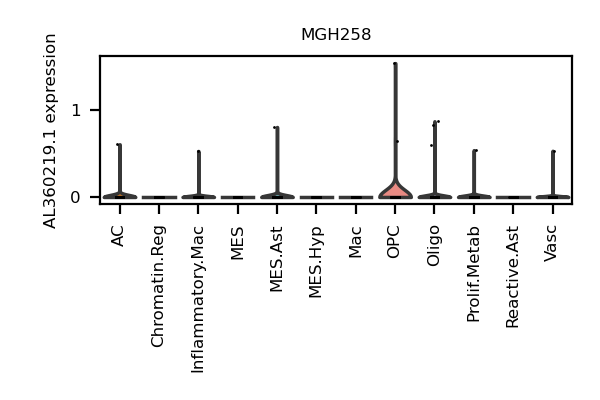 MGH258
AL360219.1 expression
1
0
AC
Chromatin.Reg
Inflammatory.Mac
MES
MES.Ast
MES.Hyp
Mac
OPC
Oligo
Prolif.Metab
Reactive.Ast
Vasc